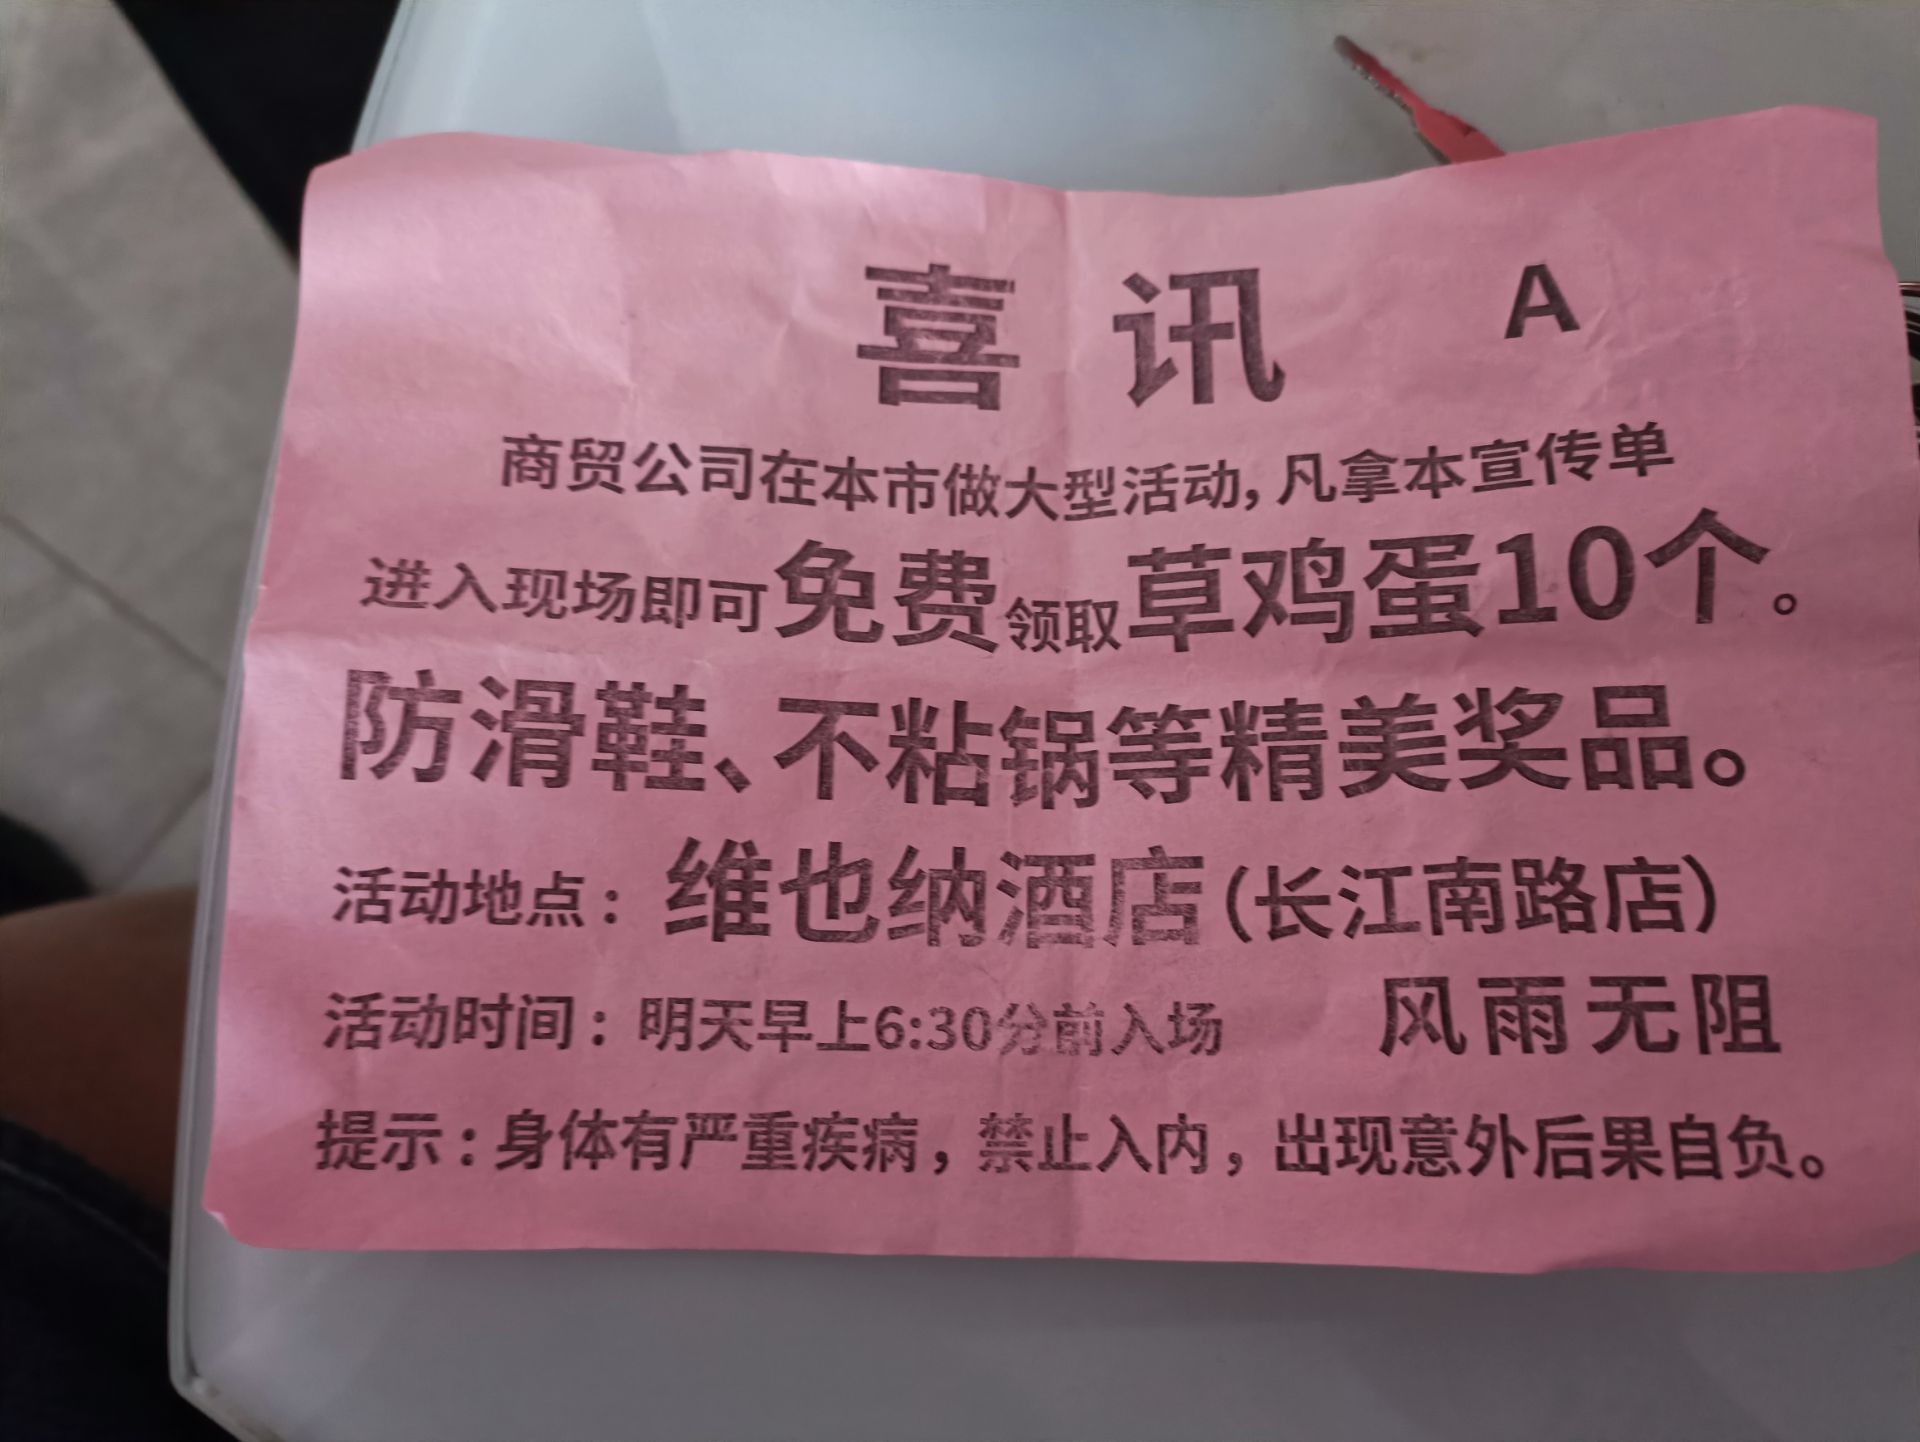 喜讯 A
商贸公司在本市做大型活动，凡拿本宣传单
进入现场即可免费领取草鸡蛋10个。
防滑鞋、不粘锅等精美奖品。
活动地点：维也纳酒店（长江南路店）
活动时间：明天早上6:30分前入场 风雨无阻
提示：身体有严重疾病，禁止入内，出现意外后果自负。